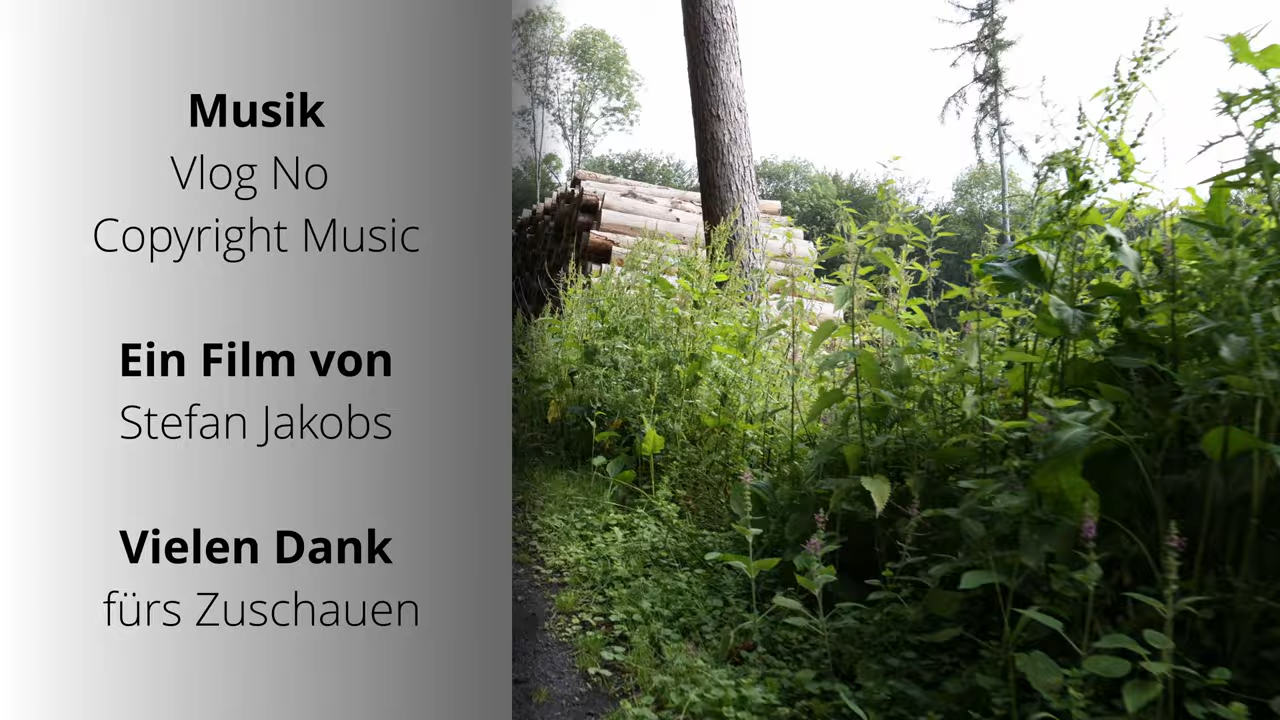 Musik
Vlog No
Copyright Music
Ein Film von
Stefan Jakobs
Vielen Dank
fürs Zuschauen